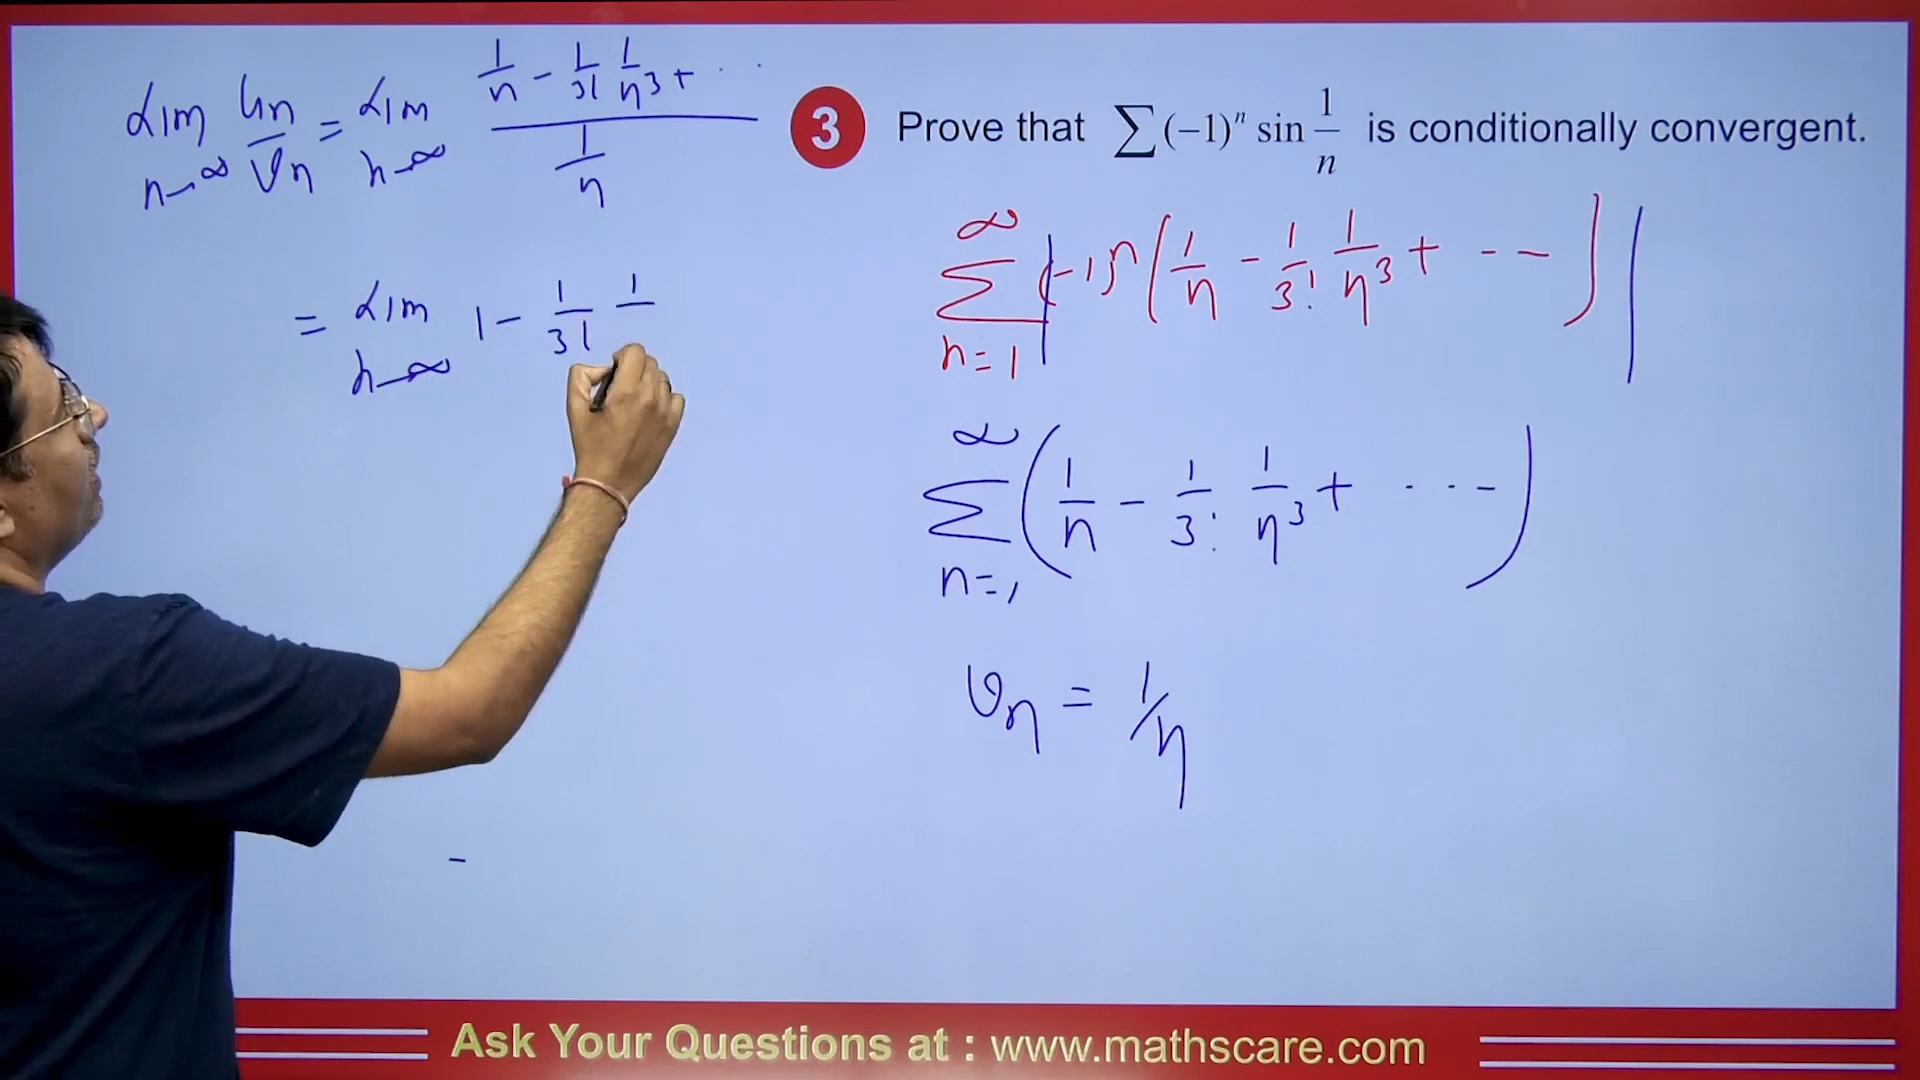 lim n→∞ un/vn = lim n→∞ (1/n − 1/3! 1/n³ + ··)/(1/n)
= lim n→∞ 1 − 1/3! 1/
3 Prove that ∑(−1)ⁿ sin 1/n is conditionally convergent.
∞ ∑ n=1 |(−1)ⁿ (1/n − 1/3! 1/n³ + -- )|
∞ ∑ n=1 (1/n − 1/3! 1/n³ + ··· )
vn = 1/n
Ask Your Questions at : www.mathscare.com